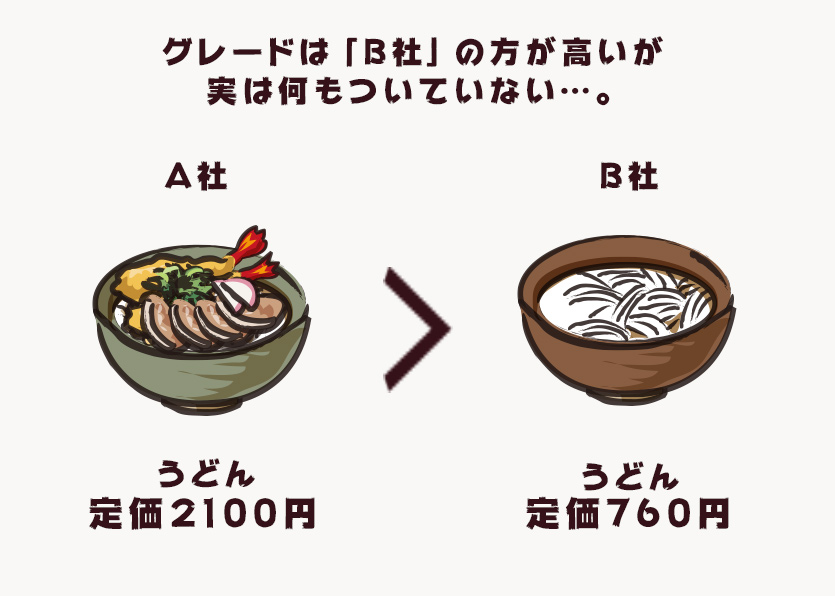 グレードは「B社」の方が高いが
実は何もついていない…。
A社
B社
うどん
定価2100円
うどん
定価760円